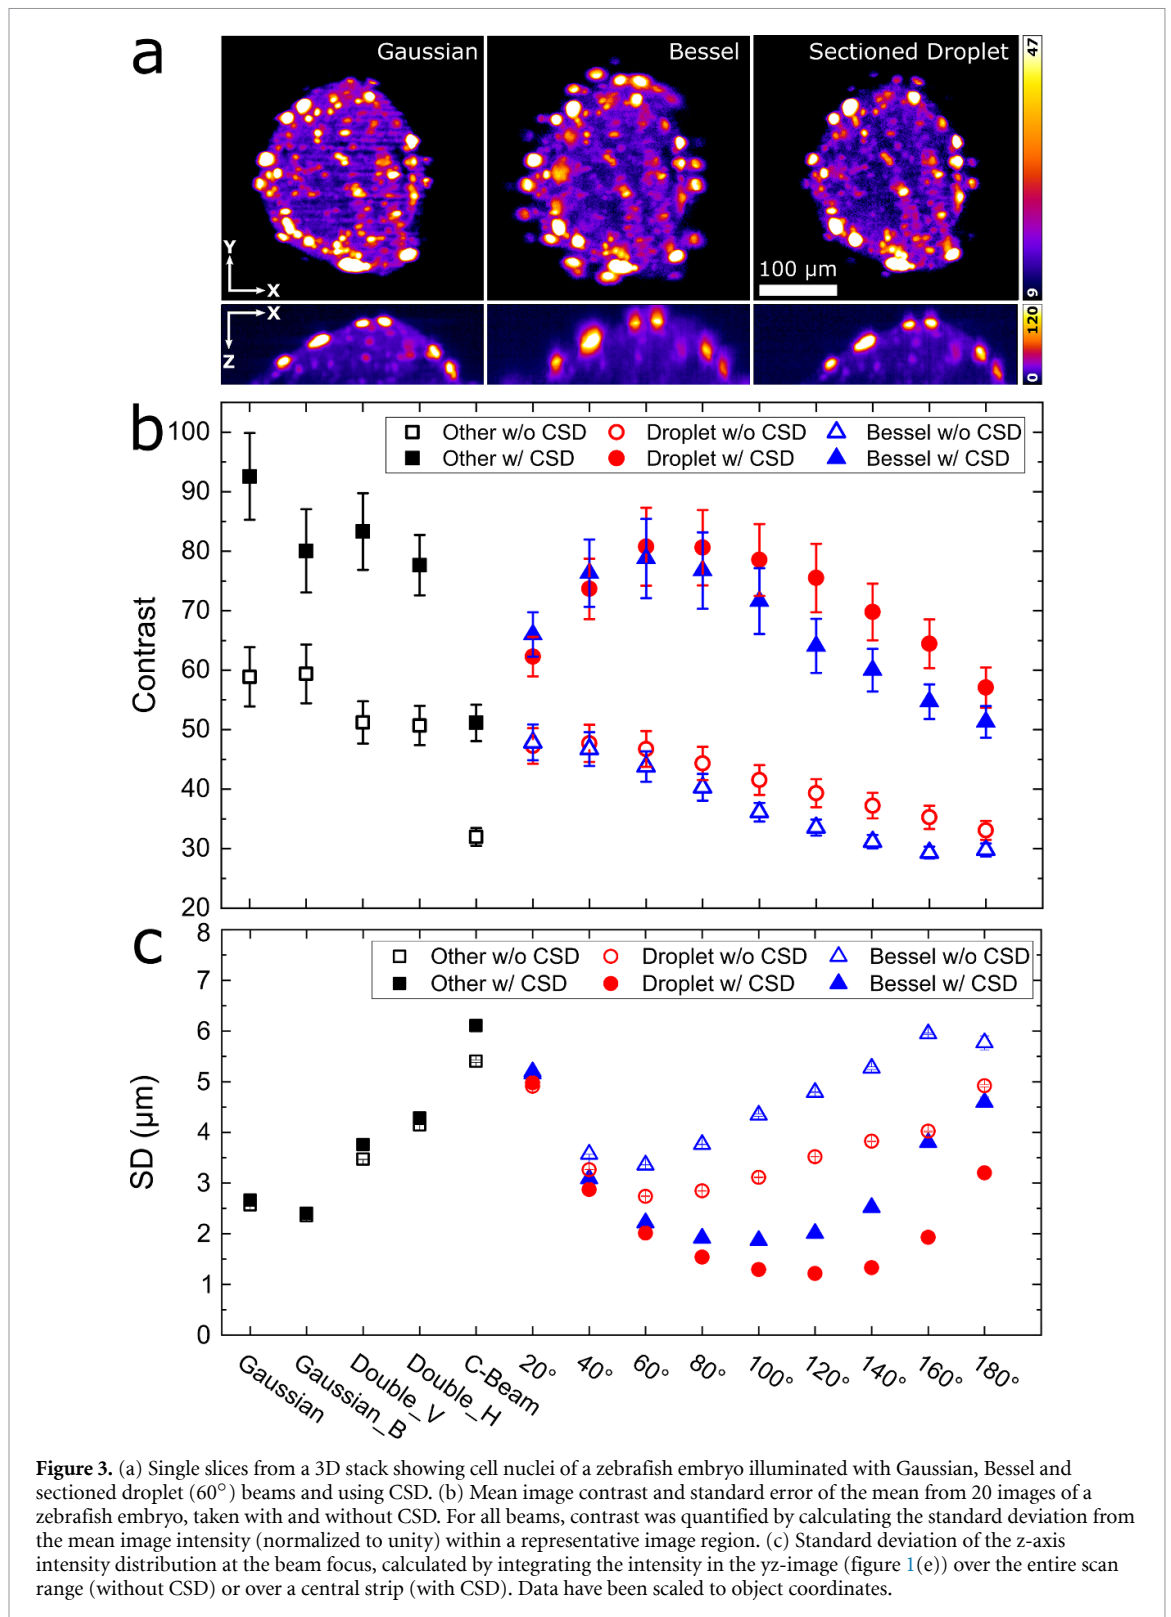 a
Gaussian
Bessel
Sectioned Droplet
47
9
Y
X
100 µm
X
Z
120
0
b
100
90
80
70
60
50
40
30
20
Contrast
Other w/o CSD
Droplet w/o CSD
Bessel w/o CSD
Other w/ CSD
Droplet w/ CSD
Bessel w/ CSD
c
8
7
6
5
4
3
2
1
0
SD (µm)
Other w/o CSD
Droplet w/o CSD
Bessel w/o CSD
Other w/ CSD
Droplet w/ CSD
Bessel w/ CSD
Gaussian
Gaussian_B
Double_V
Double_H
C-Beam
20°
40°
60°
80°
100°
120°
140°
160°
180°
Figure 3. (a) Single slices from a 3D stack showing cell nuclei of a zebrafish embryo illuminated with Gaussian, Bessel and
sectioned droplet (60°) beams and using CSD. (b) Mean image contrast and standard error of the mean from 20 images of a
zebrafish embryo, taken with and without CSD. For all beams, contrast was quantified by calculating the standard deviation from
the mean image intensity (normalized to unity) within a representative image region. (c) Standard deviation of the z-axis
intensity distribution at the beam focus, calculated by integrating the intensity in the yz-image (figure 1(e)) over the entire scan
range (without CSD) or over a central strip (with CSD). Data have been scaled to object coordinates.